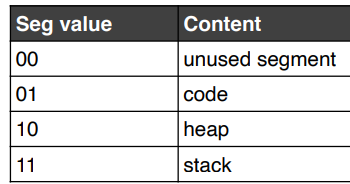 Seg value Content
00 unused segment
01 code
10 heap
11 stack